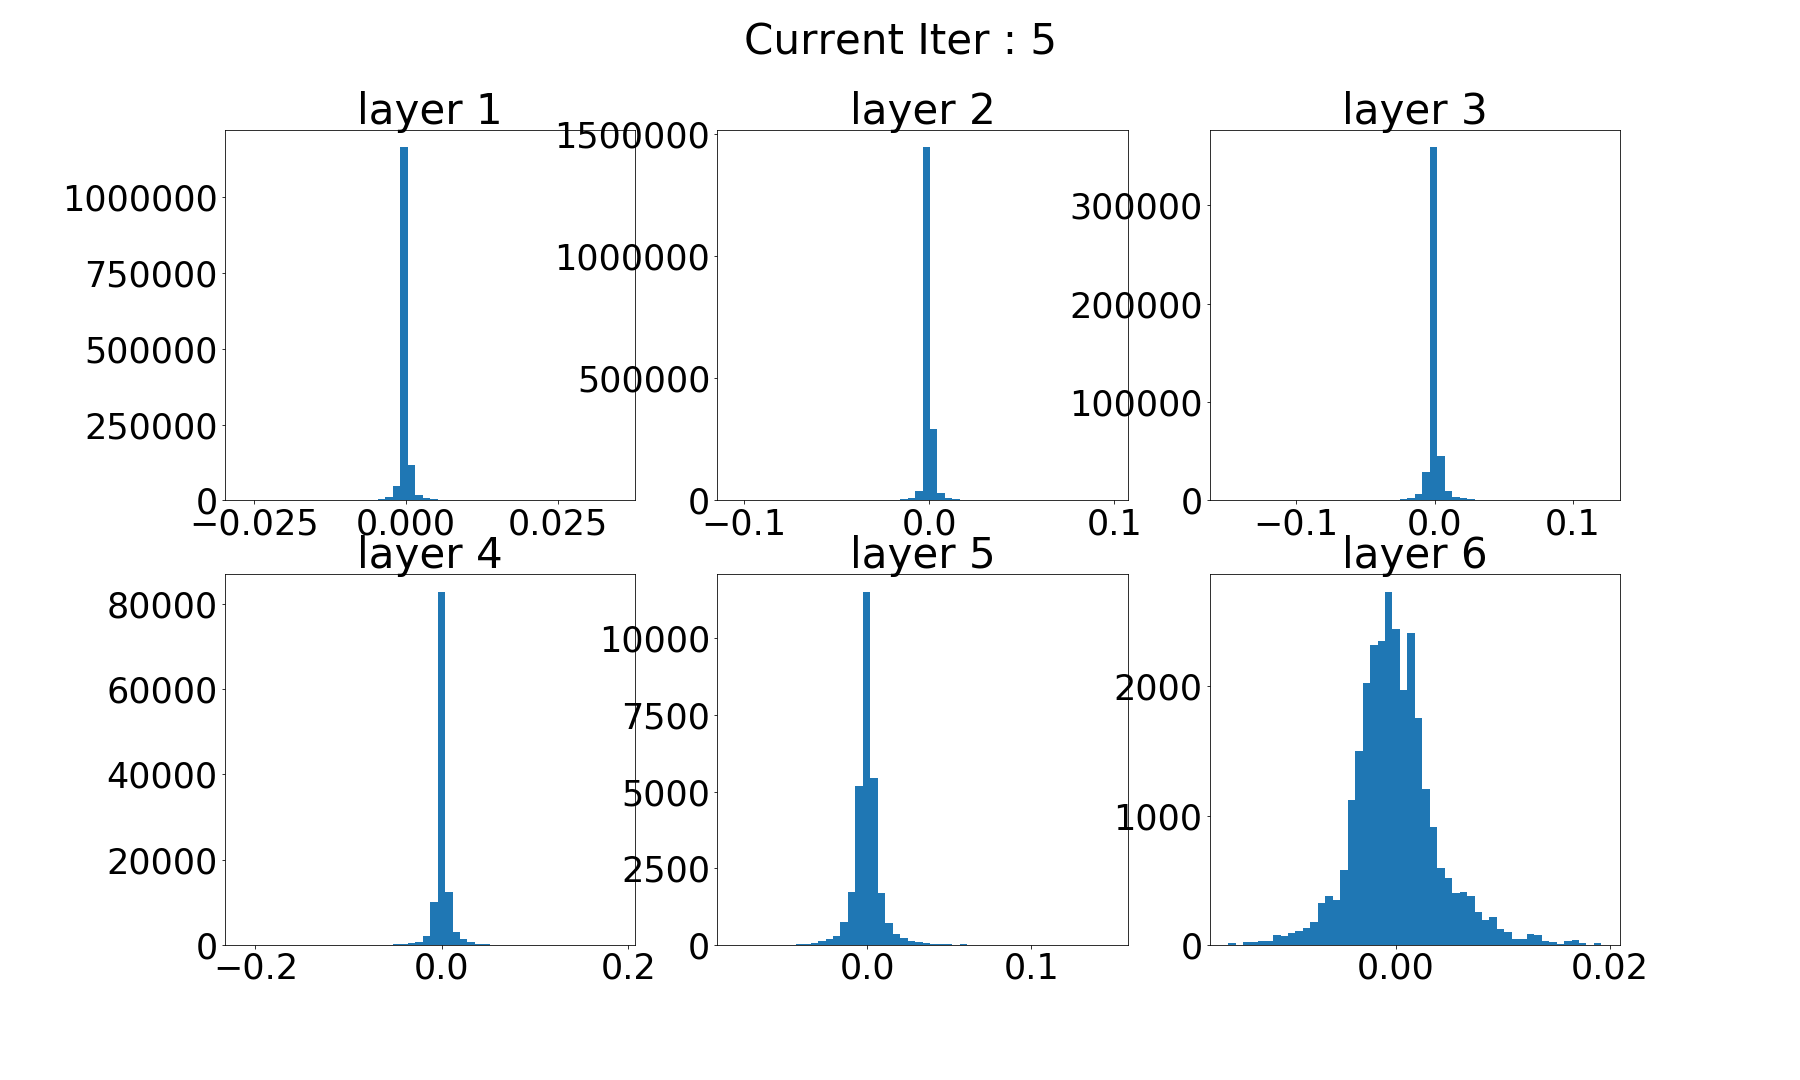 Current Iter : 5
layer 1
1000000
750000
500000
250000
0
−0.025 0.000 0.025
layer 2
1500000
1000000
500000
0
−0.1 0.0 0.1
layer 3
300000
200000
100000
0
−0.1 0.0 0.1
layer 4
80000
60000
40000
20000
0
−0.2 0.0 0.2
layer 5
10000
7500
5000
2500
0
0.0 0.1
layer 6
2000
1000
0
0.00 0.02